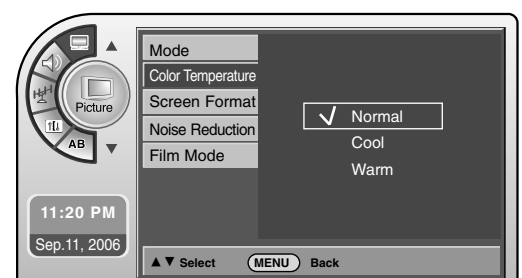 Picture
AB
11:20 PM
Sep.11, 2006
Mode
Color Temperature
Screen Format
Noise Reduction
Film Mode
✓ Normal
Cool
Warm
▲▼ Select MENU Back